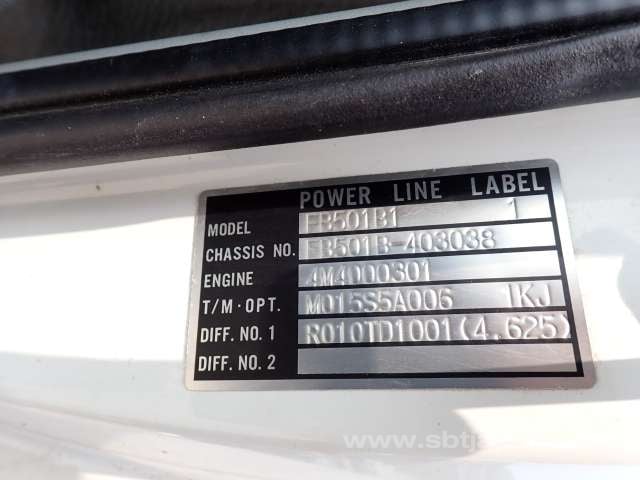 POWER LINE LABEL
MODEL FB501B1 1
CHASSIS NO. FB501B-403038
ENGINE 4M4000301
T/M·OPT. M015S5A006 1KJ
DIFF. NO. 1 R010TD1001(4.625)
DIFF. NO. 2